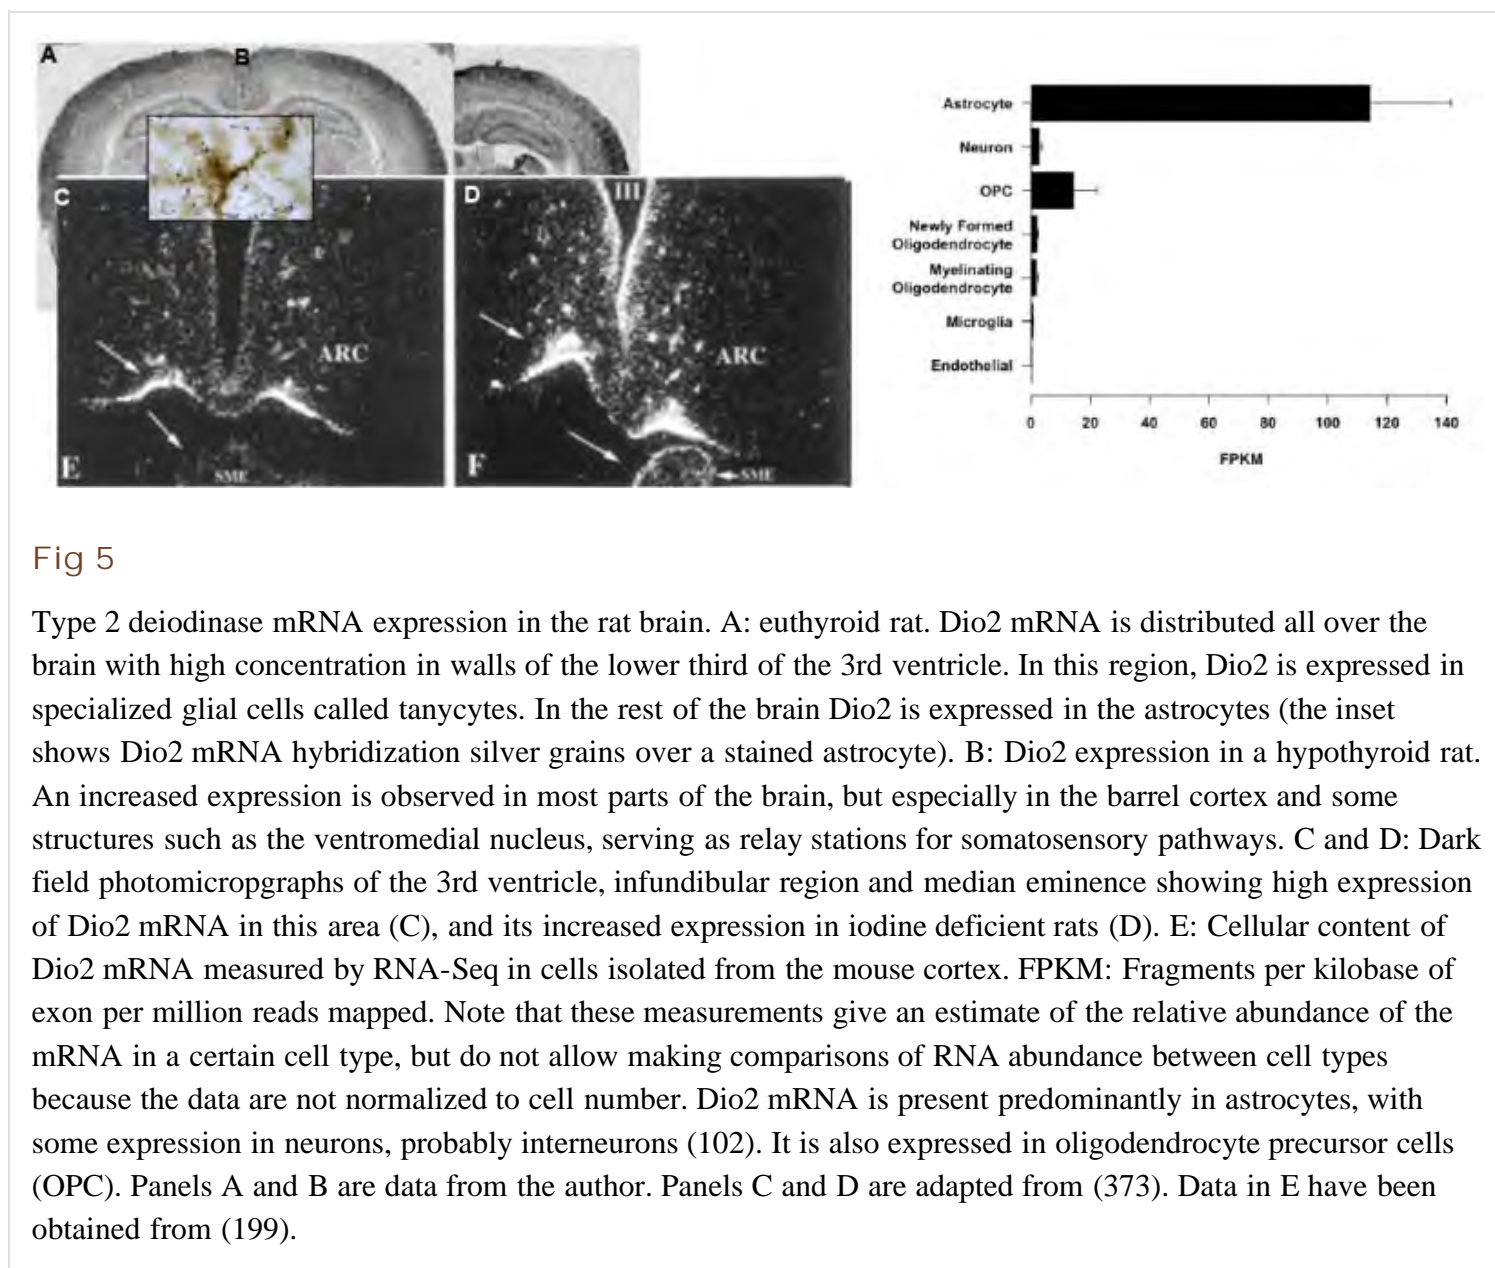 A
B
C
D
III
ARC
ARC
E
SME
F
SME
Astrocyte
Neuron
OPC
Newly Formed
Oligodendrocyte
Myelinating
Oligodendrocyte
Microglia
Endothelial
0 20 40 60 80 100 120 140
FPKM
Fig 5
Type 2 deiodinase mRNA expression in the rat brain. A: euthyroid rat. Dio2 mRNA is distributed all over the
brain with high concentration in walls of the lower third of the 3rd ventricle. In this region, Dio2 is expressed in
specialized glial cells called tanycytes. In the rest of the brain Dio2 is expressed in the astrocytes (the inset
shows Dio2 mRNA hybridization silver grains over a stained astrocyte). B: Dio2 expression in a hypothyroid rat.
An increased expression is observed in most parts of the brain, but especially in the barrel cortex and some
structures such as the ventromedial nucleus, serving as relay stations for somatosensory pathways. C and D: Dark
field photomicropgraphs of the 3rd ventricle, infundibular region and median eminence showing high expression
of Dio2 mRNA in this area (C), and its increased expression in iodine deficient rats (D). E: Cellular content of
Dio2 mRNA measured by RNA-Seq in cells isolated from the mouse cortex. FPKM: Fragments per kilobase of
exon per million reads mapped. Note that these measurements give an estimate of the relative abundance of the
mRNA in a certain cell type, but do not allow making comparisons of RNA abundance between cell types
because the data are not normalized to cell number. Dio2 mRNA is present predominantly in astrocytes, with
some expression in neurons, probably interneurons (102). It is also expressed in oligodendrocyte precursor cells
(OPC). Panels A and B are data from the author. Panels C and D are adapted from (373). Data in E have been
obtained from (199).